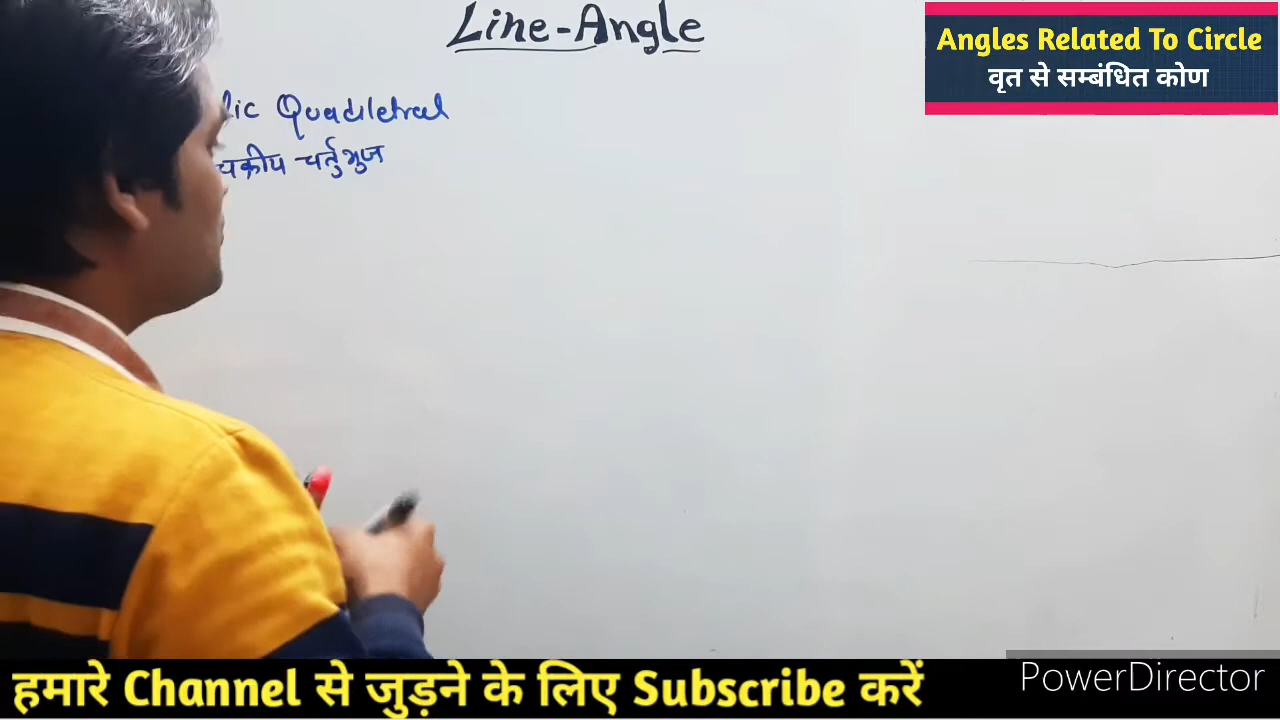 Line-Angle
Angles Related To Circle
वृत से सम्बंधित कोण
lic Quadiletral
चक्रीय चर्तुभुज
हमारे Channel से जुड़ने के लिए Subscribe करें
PowerDirector